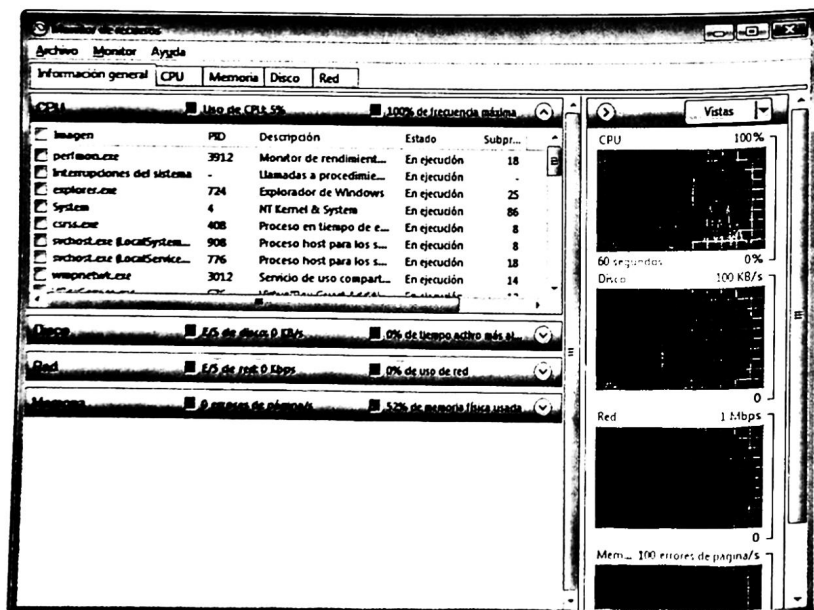 Monitor de recursos
Archivo Monitor Ayuda
Información general CPU Memoria Disco Red
CPU Uso de CPU: 5% 100% de frecuencia máxima
Imagen PID Descripción Estado Subpr...
perfmon.exe 3912 Monitor de rendimient... En ejecución 18
Interrupciones del sistema - Llamadas a procedimie... En ejecución -
explorer.exe 724 Explorador de Windows En ejecución 25
System 4 NT Kernel & System En ejecución 86
csrss.exe 408 Proceso en tiempo de e... En ejecución 8
svchost.exe (LocalSystem... 908 Proceso host para los s... En ejecución 8
svchost.exe (LocalService... 776 Proceso host para los s... En ejecución 18
wmpnetwk.exe 3012 Servicio de uso compart... En ejecución 14
En ejecución
Disco E/S de disco: 0 KB/s 0% de tiempo activo más al...
Red E/S de red: 0 Kbps 0% de uso de red
Memoria 0 errores de página/s 52% de memoria física usada
Vistas
CPU 100%
60 segundos 0%
Disco 100 KB/s
0
Red 1 Mbps
0
Mem... 100 errores de página/s